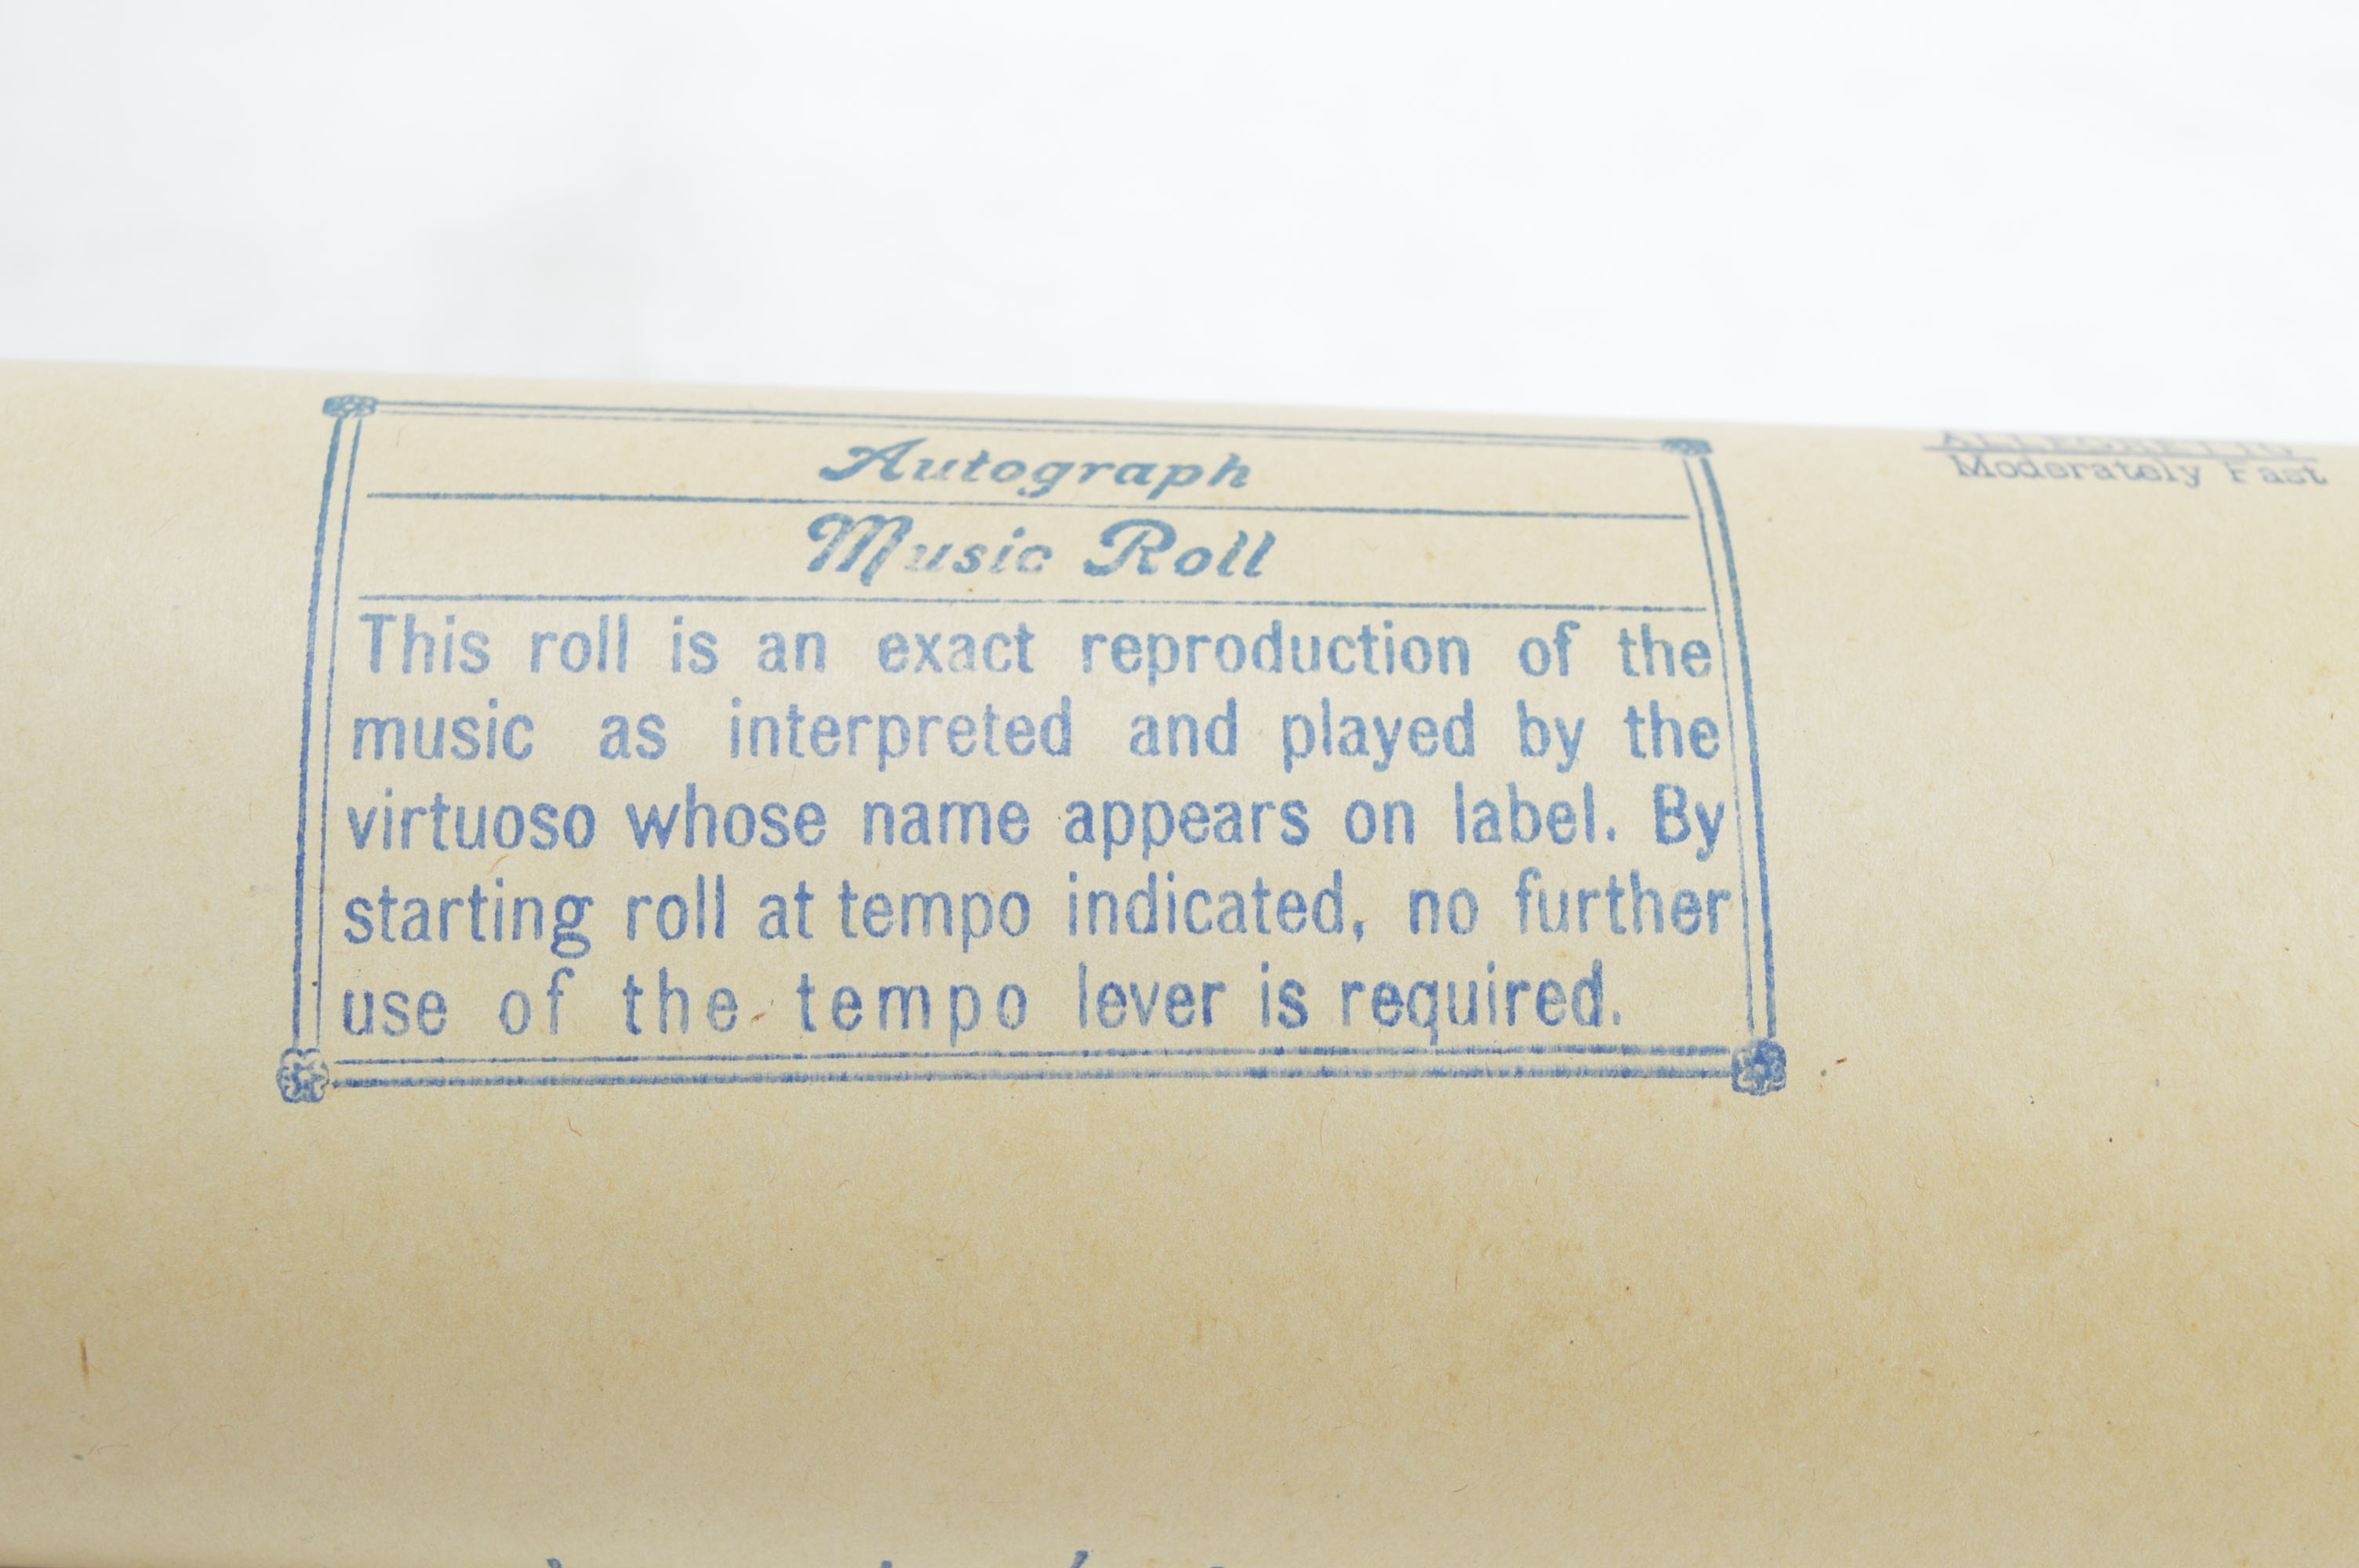 Autograph
Music Roll
This roll is an exact reproduction of the
music as interpreted and played by the
virtuoso whose name appears on label. By
starting roll at tempo indicated, no further
use of the tempo lever is required.
ALLEGRETTO
Moderately Fast